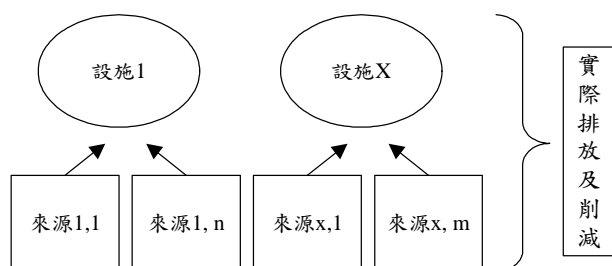 設施1
設施X
來源1,1
來源1, n
來源x,1
來源x, m
實際排放及削減